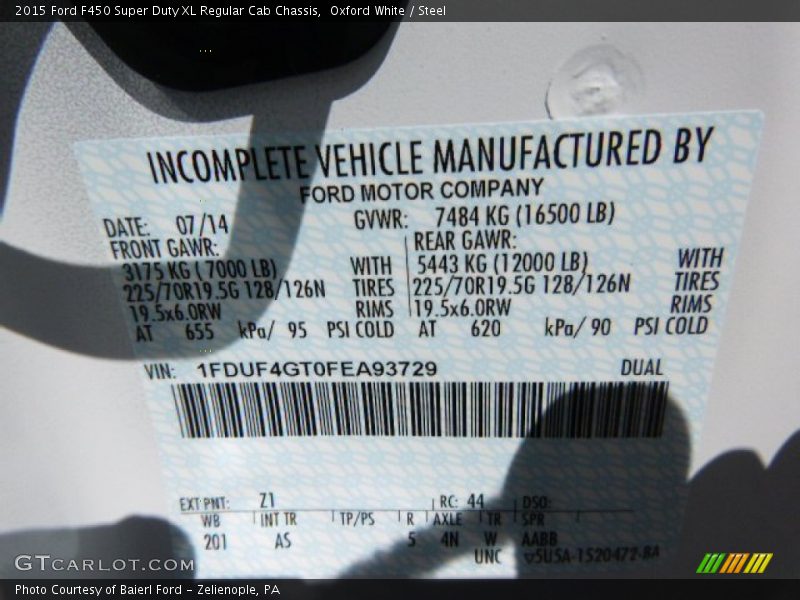 2015 Ford F450 Super Duty XL Regular Cab Chassis,  Oxford White / Steel
INCOMPLETE VEHICLE MANUFACTURED BY
FORD MOTOR COMPANY
DATE: 07/14 GVWR: 7484 KG (16500 LB)
FRONT GAWR: REAR GAWR:
3175 KG ( 7000 LB) WITH 5443 KG (12000 LB) WITH
225/70R19.5G 128/126N TIRES 225/70R19.5G 128/126N TIRES
19.5x6.0RW RIMS 19.5x6.0RW RIMS
AT 655 kPa/ 95 PSI COLD AT 620 kPa/ 90 PSI COLD
VIN: 1FDUF4GT0FEA93729 DUAL
EXT PNT: Z1 RC: 44 DSO:
WB INT TR TP/PS R AXLE TR SPR
201 AS 5 4N W AABB
UNC 5U5A-1520472-BA
GTCARLOT.COM
Photo Courtesy of Baierl Ford - Zelienople, PA